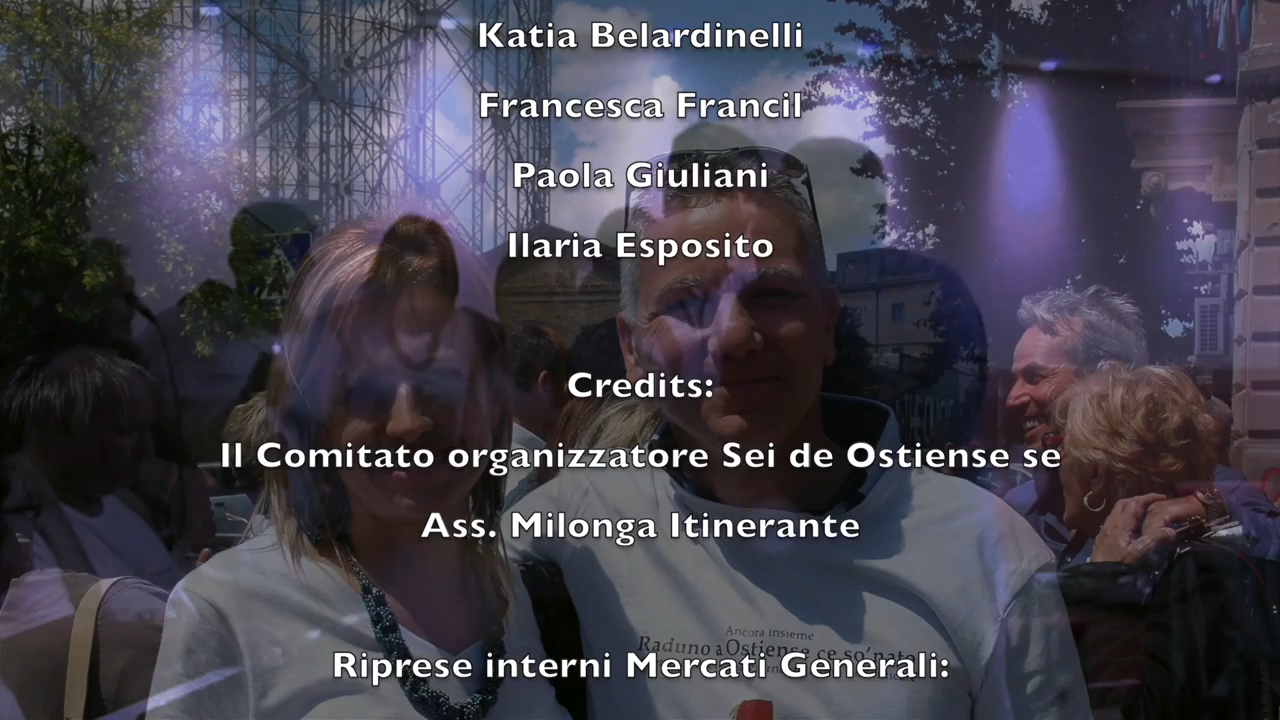 Katia Belardinelli
Francesca Francil
Paola Giuliani
Ilaria Esposito
Credits:
Il Comitato organizzatore Sei de Ostiense se
Ass. Milonga Itinerante
Ancora insieme
Raduno a Ostiense ce so'nato
Riprese interni Mercati Generali: